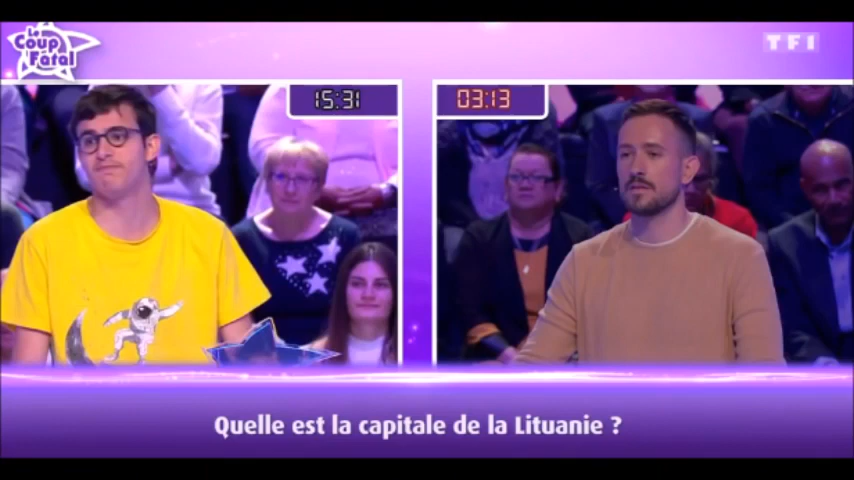 Le
Coup
Fatal
TF1
15:31
03:13
Quelle est la capitale de la Lituanie ?